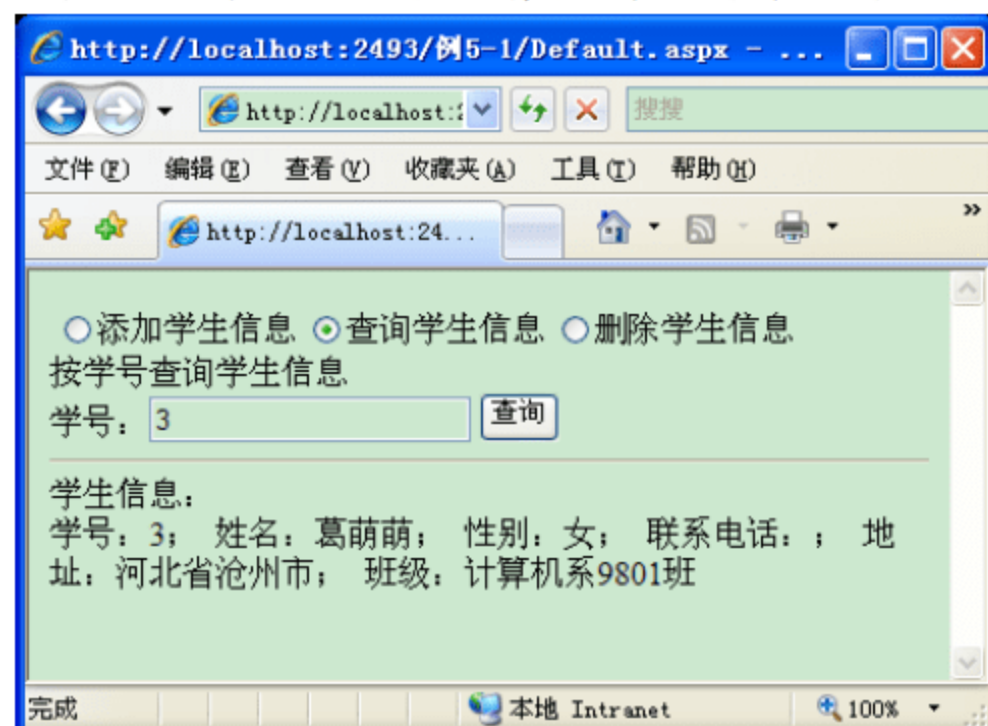 http://localhost:2493/例5-1/Default.aspx - ...
http://localhost:2 搜搜
文件(F) 编辑(E) 查看(V) 收藏夹(A) 工具(T) 帮助(H)
http://localhost:24... »
添加学生信息 查询学生信息 删除学生信息
按学号查询学生信息
学号：3 查询
学生信息：
学号：3； 姓名：葛萌萌； 性别：女； 联系电话：； 地
址：河北省沧州市； 班级：计算机系9801班
完成 本地 Intranet 100%